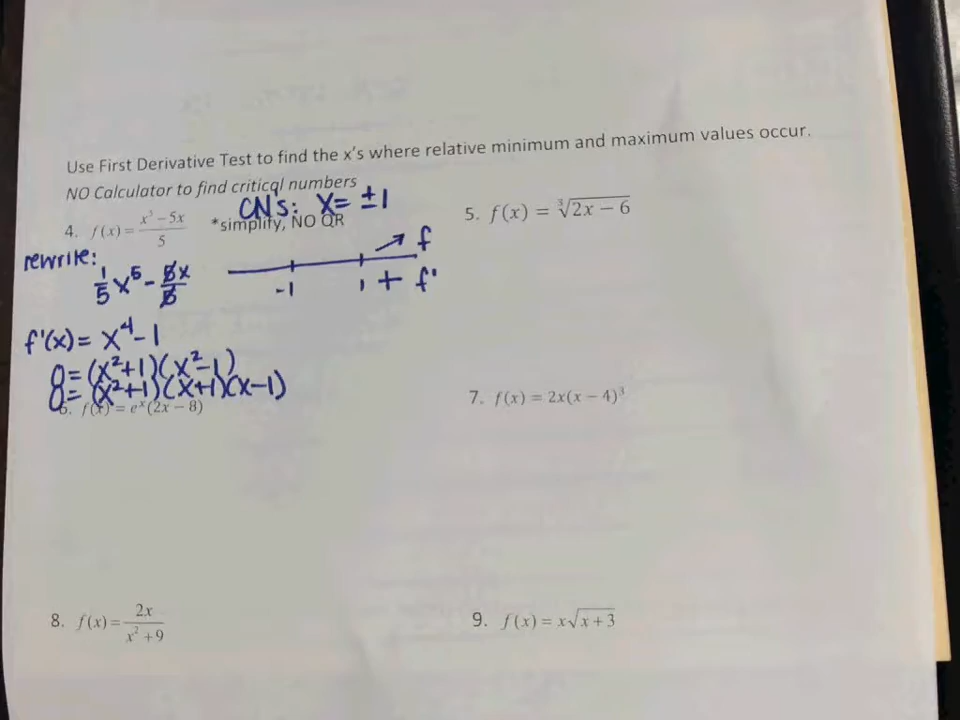 Use First Derivative Test to find the x's where relative minimum and maximum values occur.
NO Calculator to find critical numbers
CN's: x = ±1
4. f(x) = (x⁵ − 5x)/5 *simplify, NO QR
5. f(x) = ∛(2x − 6)
rewrite:
1/5 x⁵ − 5x/5
f
-1 1 + f'
f'(x) = x⁴ − 1
0 = (x²+1)(x²−1)
0 = (x²+1)(x+1)(x−1)
6. f(x) = eˣ(2x − 8)
7. f(x) = 2x(x − 4)³
8. f(x) = 2x/(x² + 9)
9. f(x) = x√(x + 3)